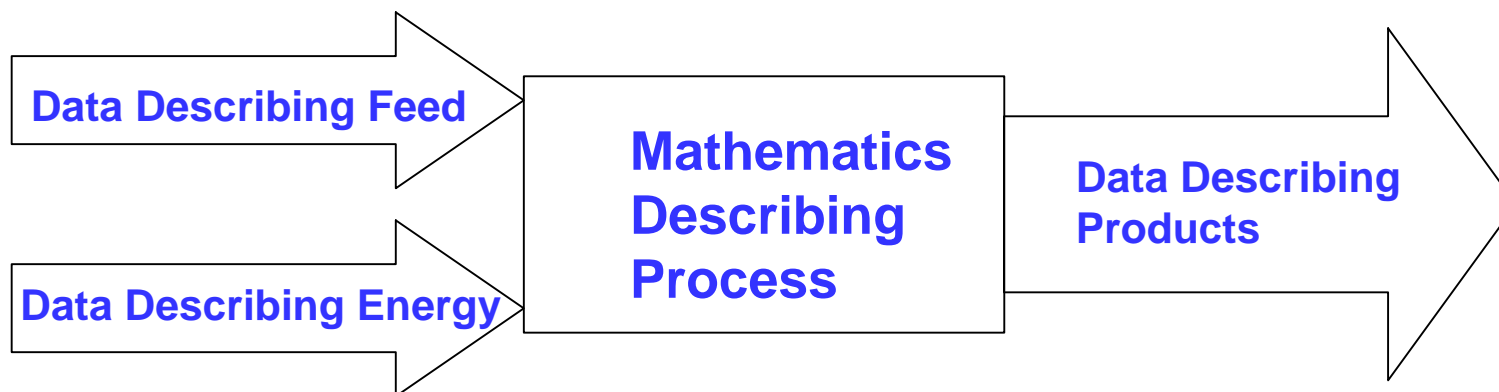 Data Describing Feed
Data Describing Energy
Mathematics
Describing
Process
Data Describing
Products